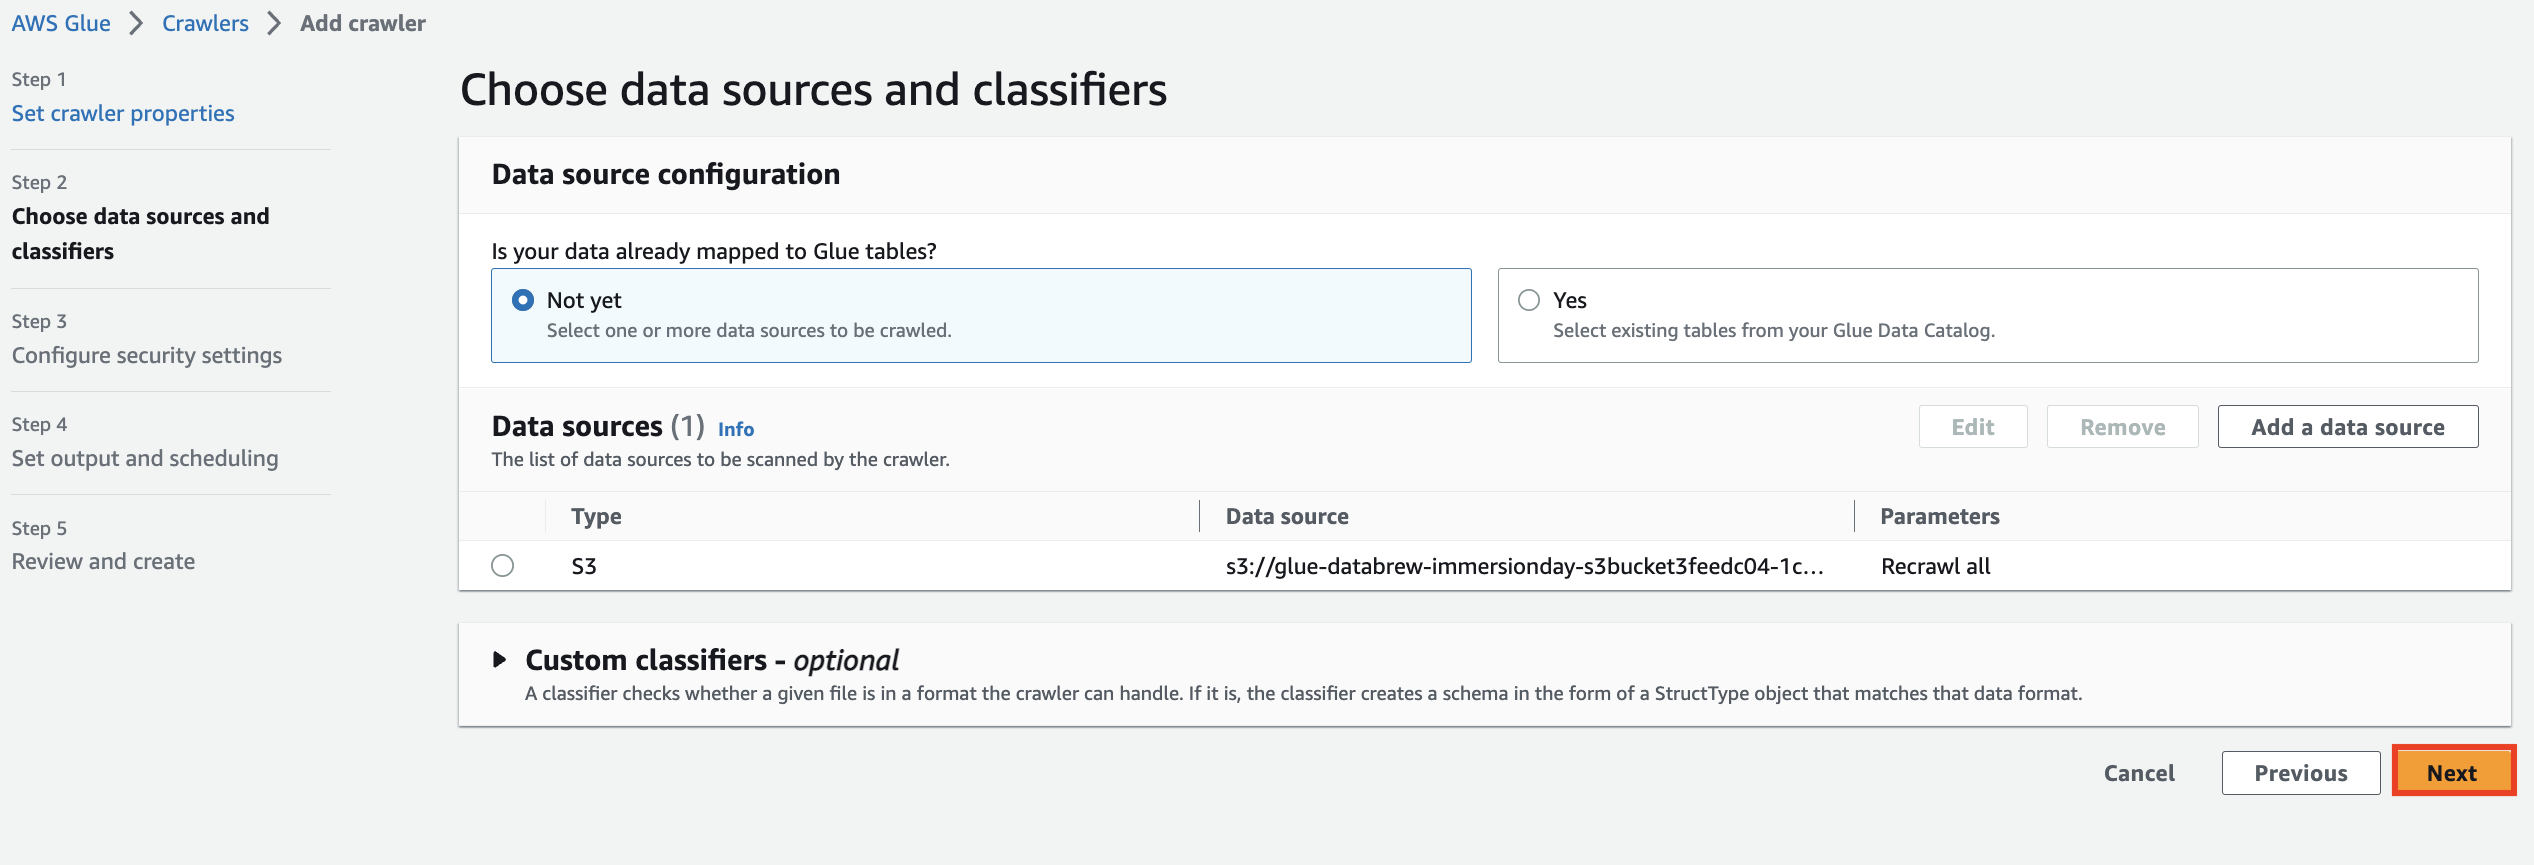 AWS Glue > Crawlers > Add crawler
Step 1
Set crawler properties
Step 2
Choose data sources and
classifiers
Step 3
Configure security settings
Step 4
Set output and scheduling
Step 5
Review and create
Choose data sources and classifiers
Data source configuration
Is your data already mapped to Glue tables?
Not yet
Select one or more data sources to be crawled.
Yes
Select existing tables from your Glue Data Catalog.
Data sources (1) Info
The list of data sources to be scanned by the crawler.
Edit Remove Add a data source
Type Data source Parameters
S3 s3://glue-databrew-immersionday-s3bucket3feedc04-1c... Recrawl all
Custom classifiers - optional
A classifier checks whether a given file is in a format the crawler can handle. If it is, the classifier creates a schema in the form of a StructType object that matches that data format.
Cancel Previous Next